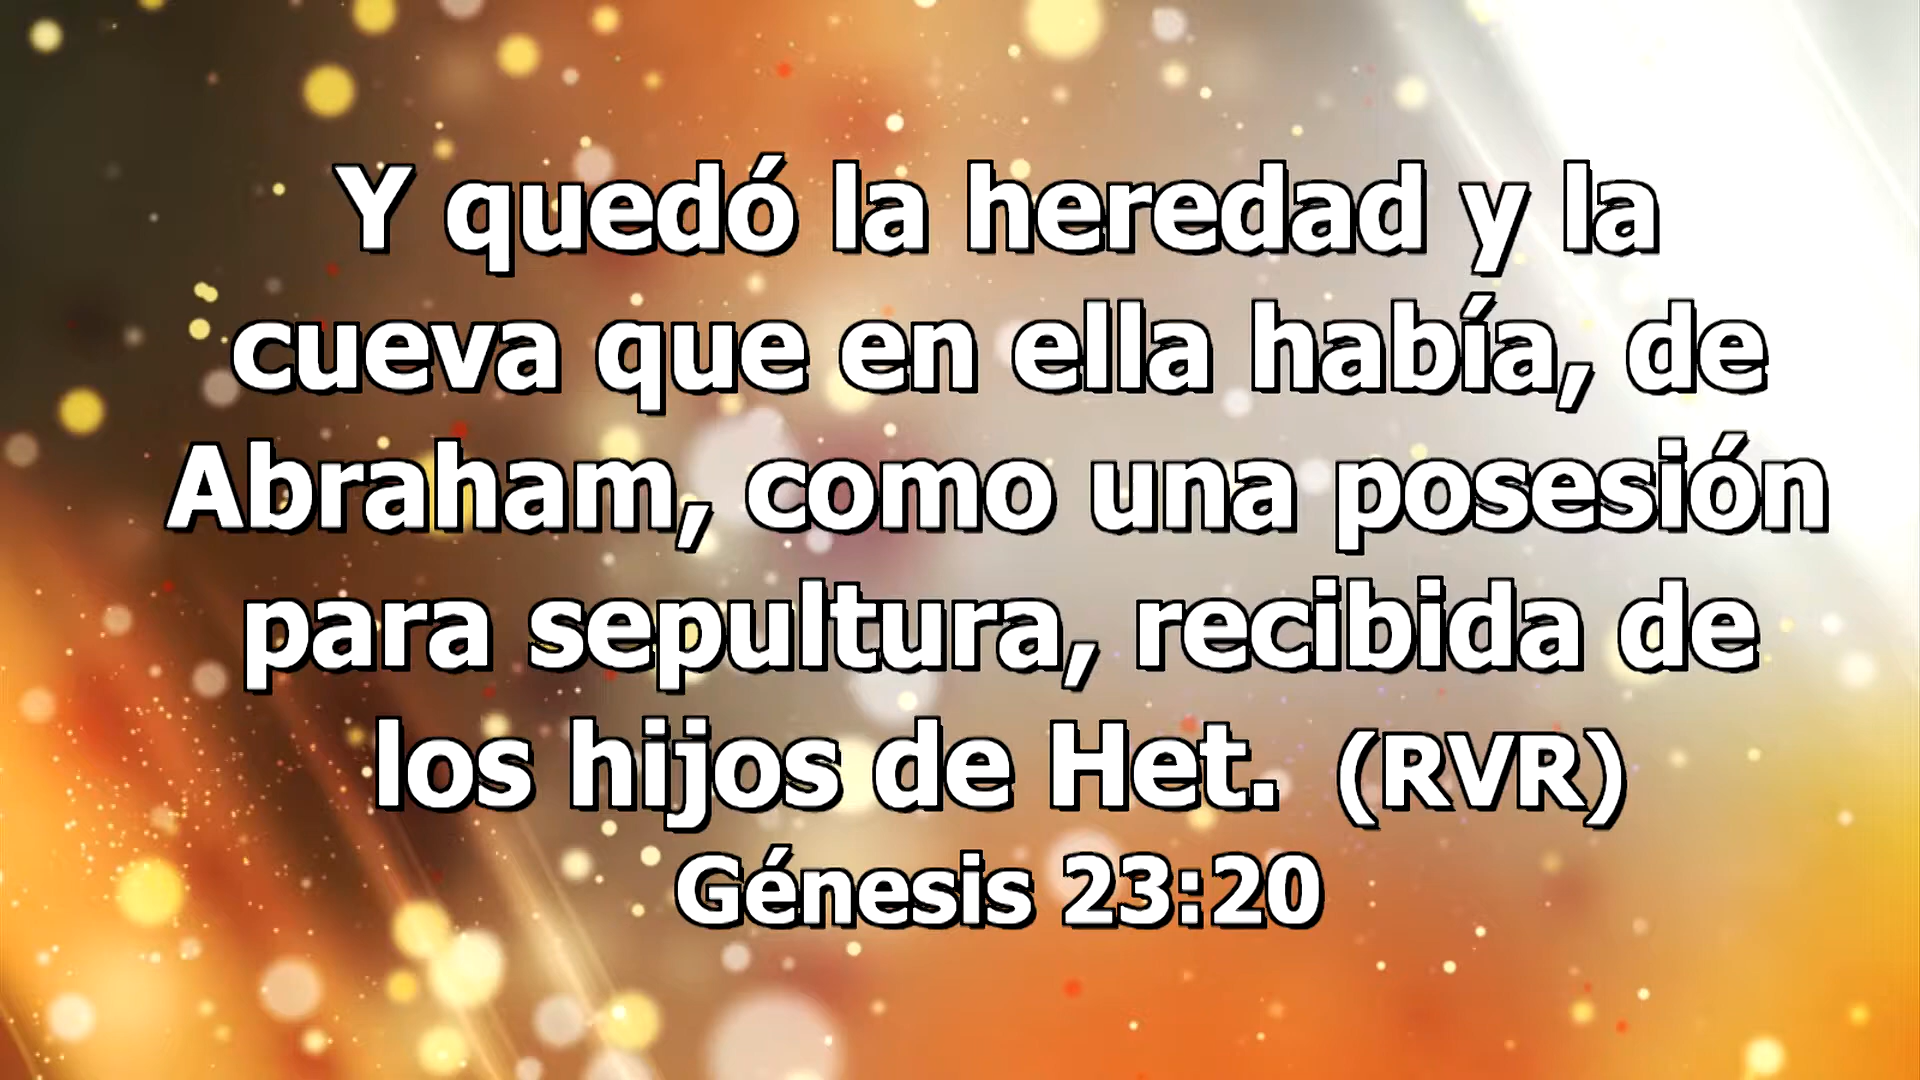 Y quedó la heredad y la
cueva que en ella había, de
Abraham, como una posesión
para sepultura, recibida de
los hijos de Het. (RVR)
Génesis 23:20